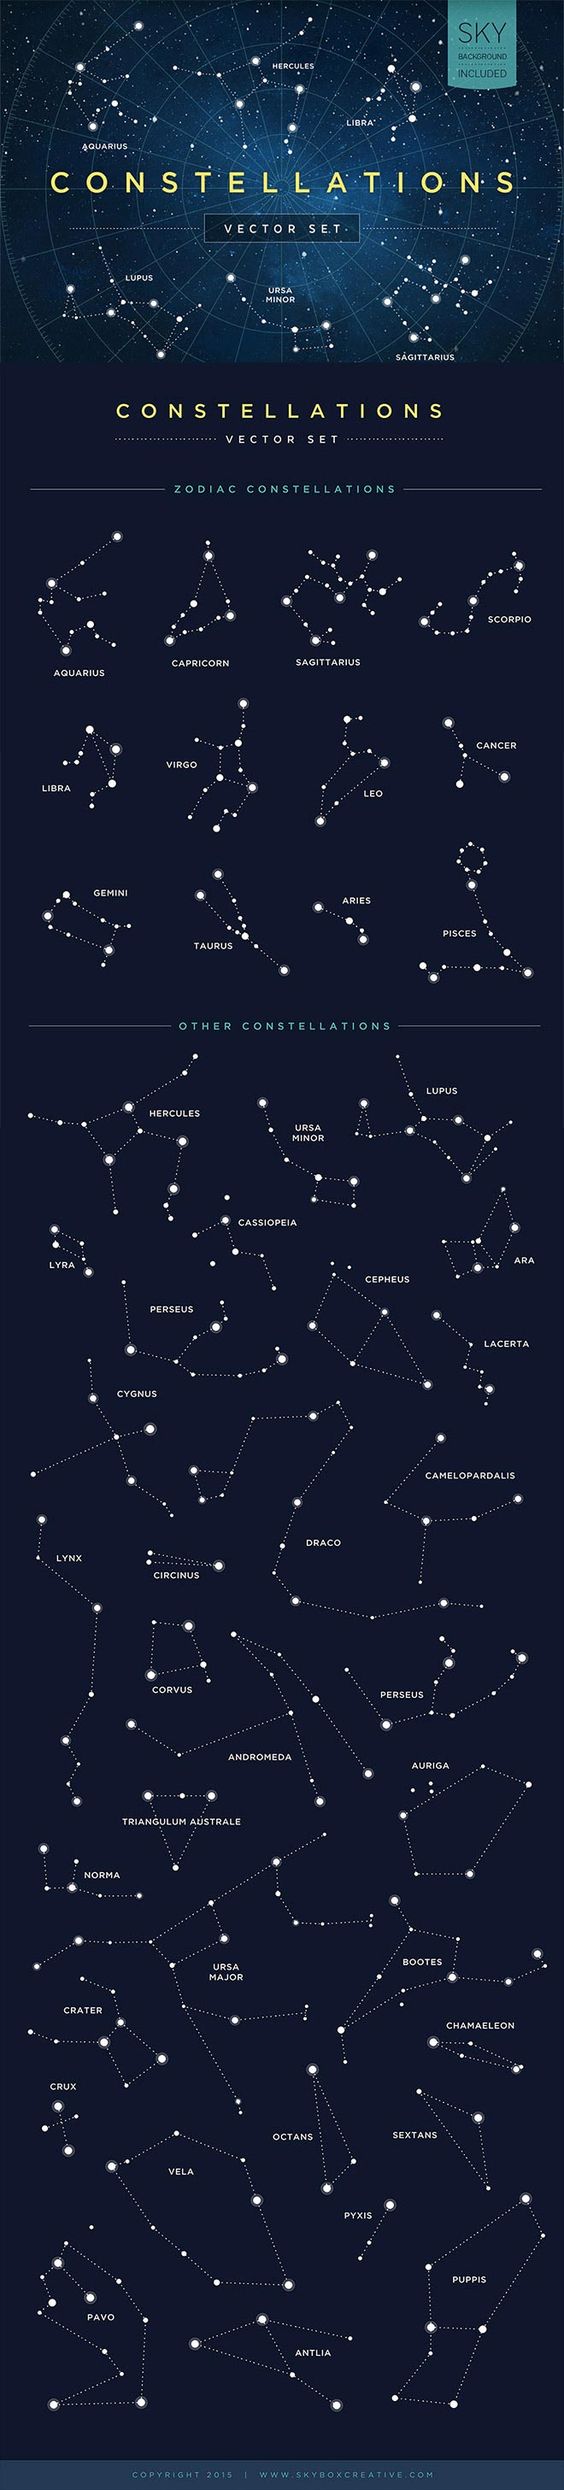 SKY
BACKGROUND
INCLUDED
HERCULES
LIBRA
AQUARIUS
CONSTELLATIONS
VECTOR SET
LUPUS
URSA
MINOR
SAGITTARIUS
CONSTELLATIONS
VECTOR SET
ZODIAC CONSTELLATIONS
SCORPIO
AQUARIUS
CAPRICORN
SAGITTARIUS
CANCER
VIRGO
LIBRA
LEO
GEMINI
ARIES
TAURUS
PISCES
OTHER CONSTELLATIONS
LUPUS
HERCULES
URSA
MINOR
CASSIOPEIA
ARA
LYRA
CEPHEUS
PERSEUS
LACERTA
CYGNUS
CAMELOPARDALIS
DRACO
LYNX
CIRCINUS
CORVUS
PERSEUS
ANDROMEDA
AURIGA
TRIANGULUM AUSTRALE
NORMA
BOOTES
URSA
MAJOR
CRATER
CHAMAELEON
CRUX
OCTANS
SEXTANS
VELA
PYXIS
PUPPIS
PAVO
ANTLIA
COPYRIGHT 2015 | WWW.SKYBOXCREATIVE.COM